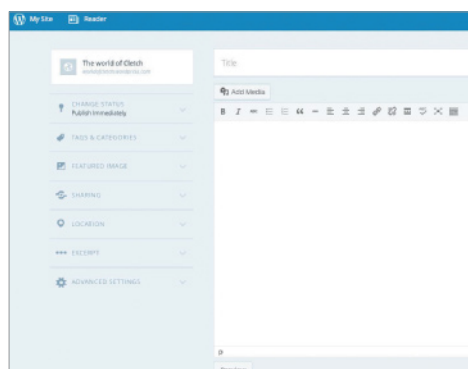 My Site Reader
The world of Cletch
Title
Add Media
CHANGE STATUS
Publish Immediately
B I ABC
TAGS & CATEGORIES
FEATURED IMAGE
SHARING
LOCATION
EXCERPT
ADVANCED SETTINGS
p